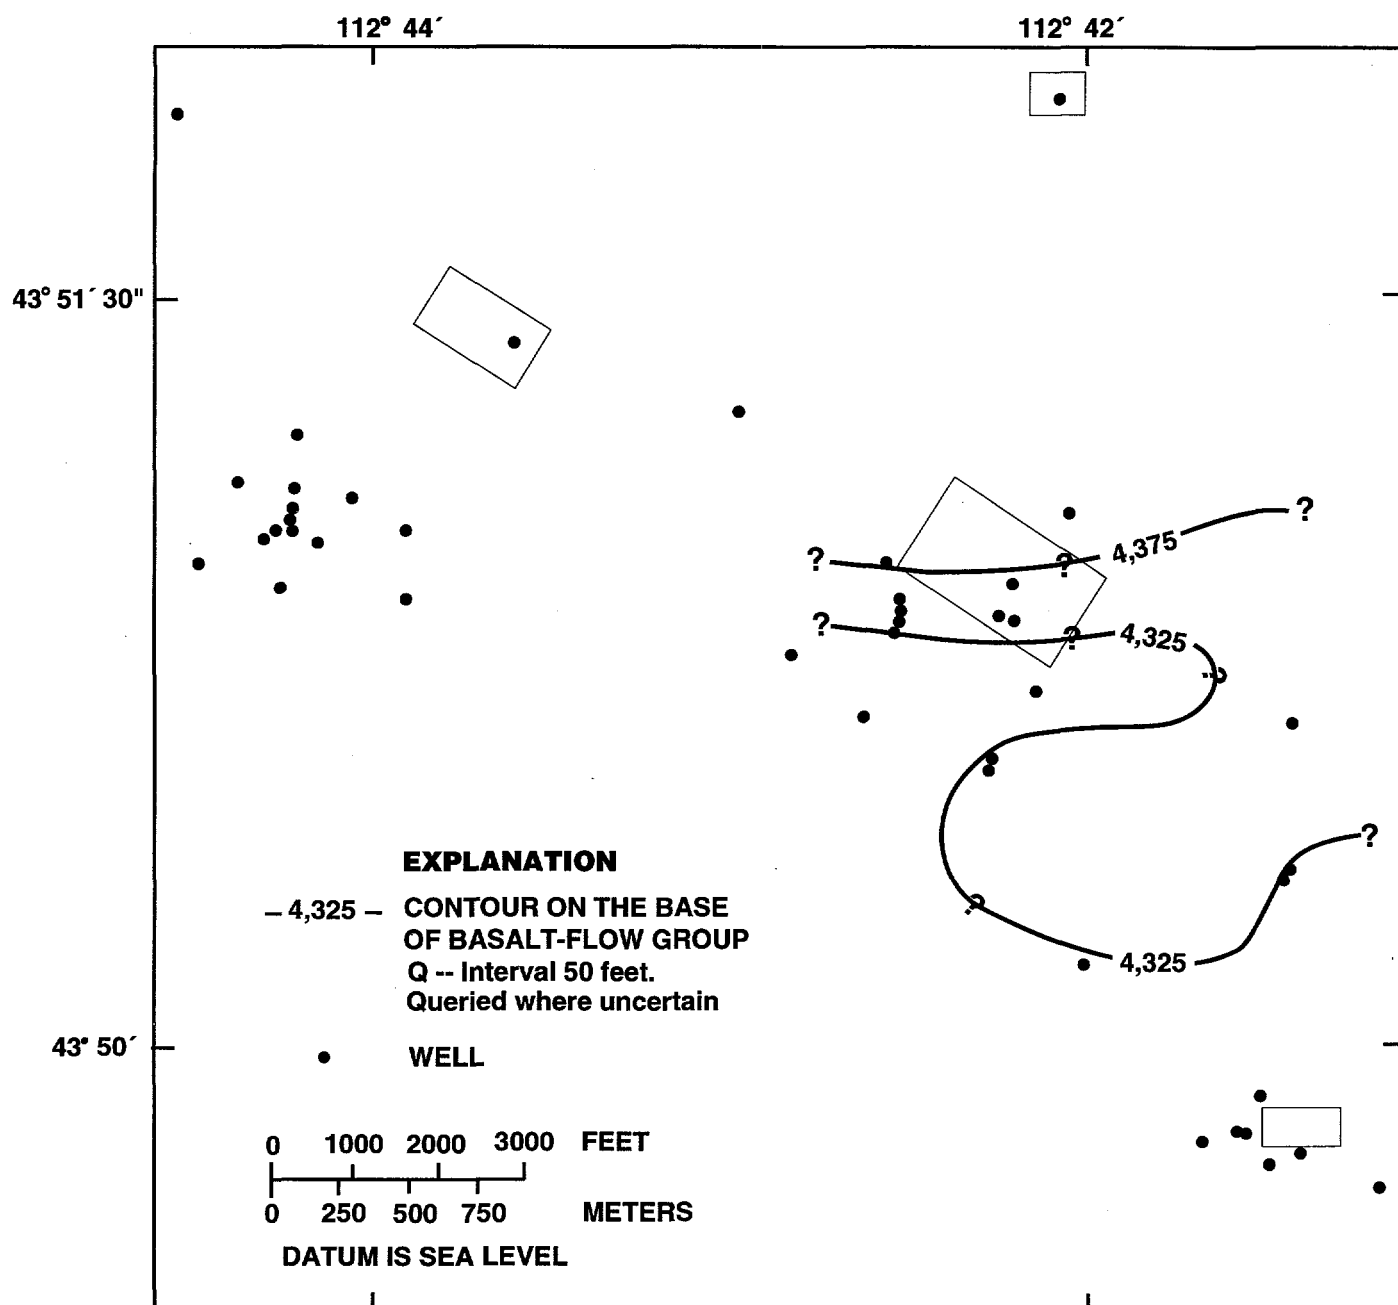 112° 44´ 112° 42´
43° 51´ 30"
? 4,375 ?
?
? 4,325
?
?
?
?
EXPLANATION
– 4,325 – CONTOUR ON THE BASE
OF BASALT-FLOW GROUP
Q -- Interval 50 feet.
Queried where uncertain
4,325
43° 50´
WELL
0 1000 2000 3000 FEET
0 250 500 750 METERS
DATUM IS SEA LEVEL